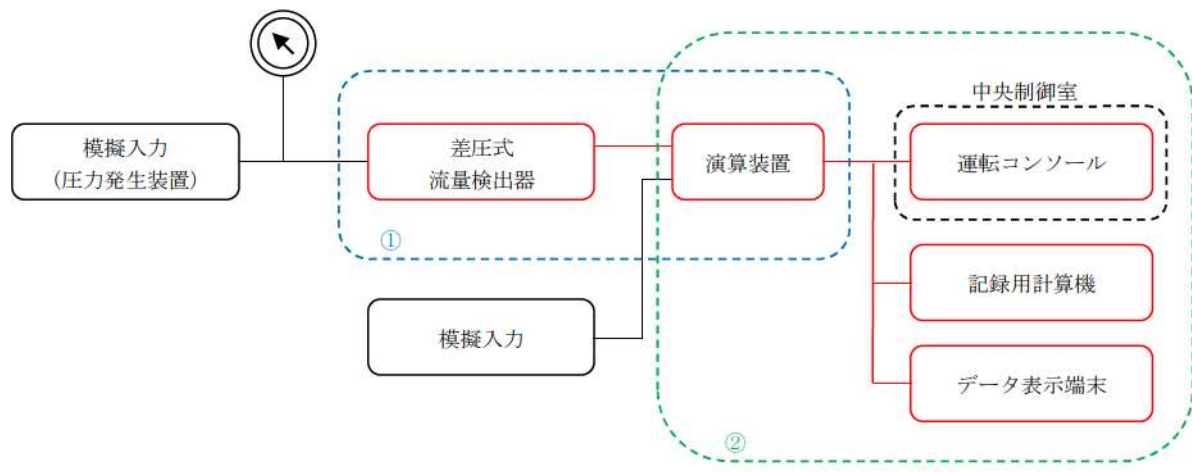 中央制御室
模擬入力
(圧力発生装置)
差圧式
流量検出器
演算装置
運転コンソール
①
記録用計算機
模擬入力
データ表示端末
②